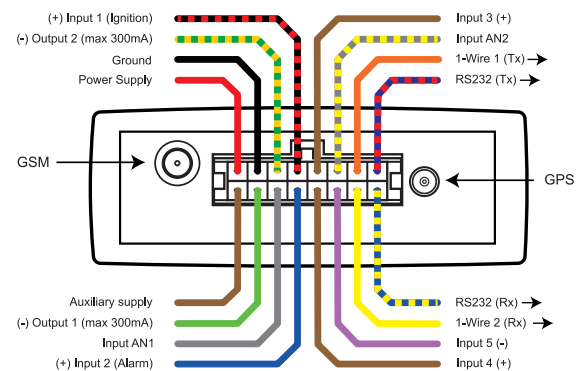 (+) Input 1 (Ignition)
(-) Output 2 (max 300mA)
Ground
Power Supply
Input 3 (+)
Input AN2
1-Wire 1 (Tx)
RS232 (Tx)
GSM
GPS
Auxiliary supply
(-) Output 1 (max 300mA)
Input AN1
(+) Input 2 (Alarm)
RS232 (Rx)
1-Wire 2 (Rx)
Input 5 (-)
Input 4 (+)